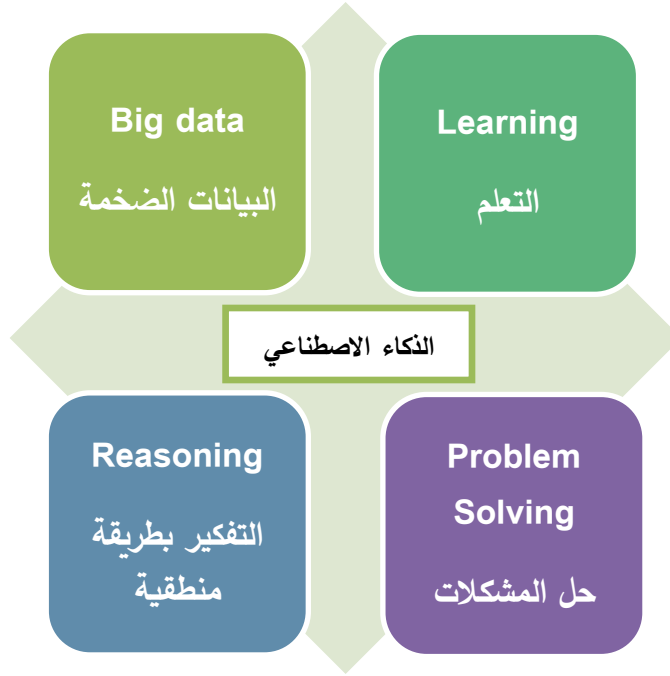 Big data
البيانات الضخمة
Learning
التعلم
الذكاء الاصطناعي
Reasoning
التفكير بطريقة
منطقية
Problem
Solving
حل المشكلات